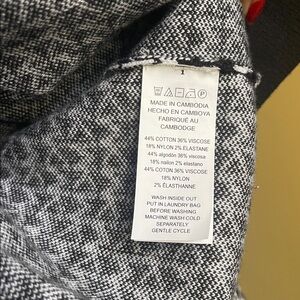 1
MADE IN CAMBODIA
HECHO EN CAMBOYA
FABRIQUÉ AU
CAMBODGE
44% COTTON 36% VISCOSE
18% NYLON 2% ELASTANE
44% algodón 36% viscosa
18% nailon 2% elastano
44% COTON 36% VISCOSE
18% NYLON
2% ÉLASTHANNE
WASH INSIDE OUT
PUT IN LAUNDRY BAG
BEFORE WASHING
MACHINE WASH COLD
SEPARATELY
GENTLE CYCLE